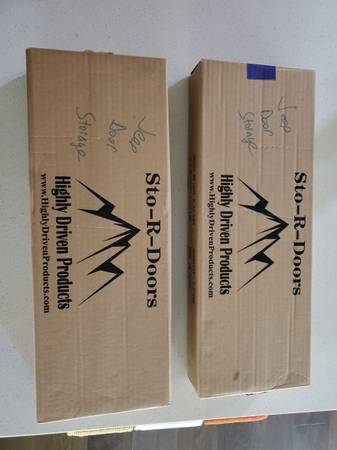 Jeep
Door
Storage
Sto-R-Doors
Highly Driven Products
www.HighlyDrivenProducts.com
Jeep
Door
Storage
Sto-R-Doors
Highly Driven Products
www.HighlyDrivenProducts.com